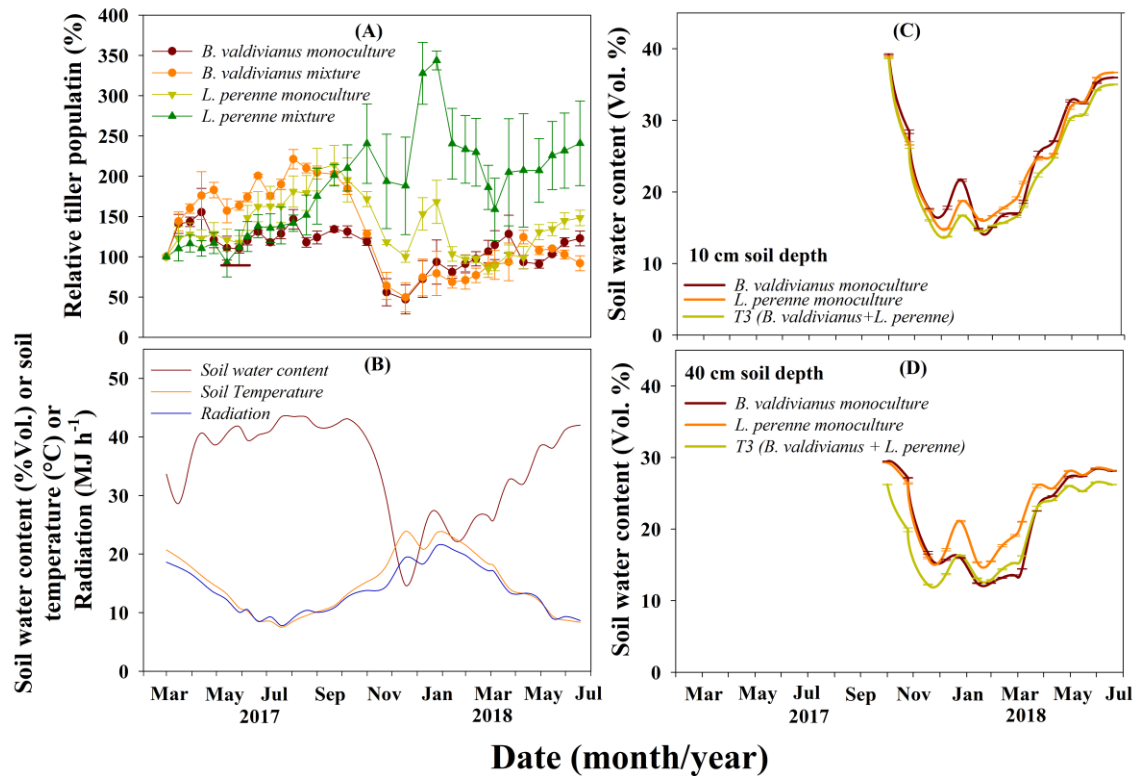 (A)
Relative tiller populatin (%)
400
350
300
250
200
150
100
50
0
B. valdivianus monoculture
B. valdivianus mixture
L. perenne monoculture
L. perenne mixture
(B)
Soil water content (%Vol.) or soil
temperature (°C) or
Radiation (MJ h-1)
50
40
30
20
10
0
Soil water content
Soil Temperature
Radiation
Mar May Jul Sep Nov Jan Mar May Jul
2017 2018
(C)
Soil water content (Vol. %)
40
30
20
10
0
10 cm soil depth
B. valdivianus monoculture
L. perenne monoculture
T3 (B. valdivianus+L. perenne)
(D)
Soil water content (Vol. %)
40
30
20
10
0
40 cm soil depth
B. valdivianus monoculture
L. perenne monoculture
T3 (B. valdivianus + L. perenne)
Mar May Jul Sep Nov Jan Mar May Jul
2017 2018
Date (month/year)